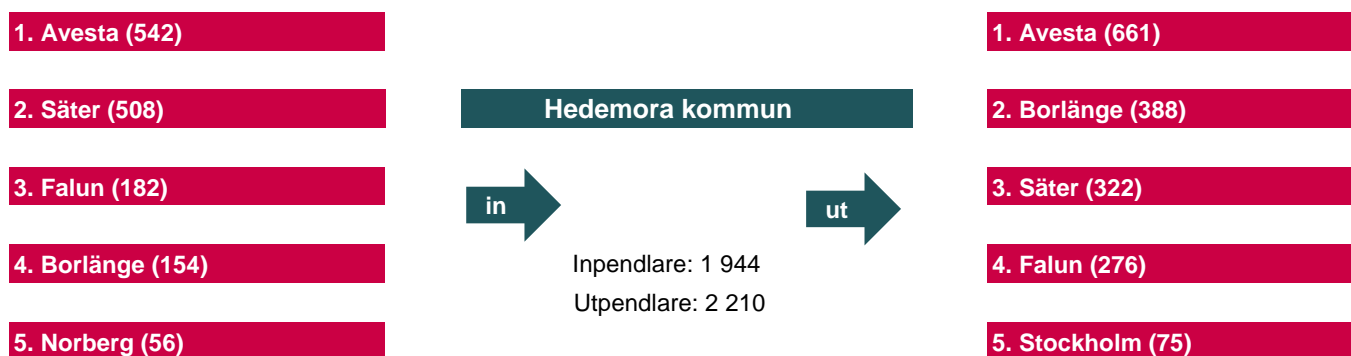 1. Avesta (542)
2. Säter (508)
3. Falun (182)
4. Borlänge (154)
5. Norberg (56)
Hedemora kommun
in
ut
Inpendlare: 1 944
Utpendlare: 2 210
1. Avesta (661)
2. Borlänge (388)
3. Säter (322)
4. Falun (276)
5. Stockholm (75)